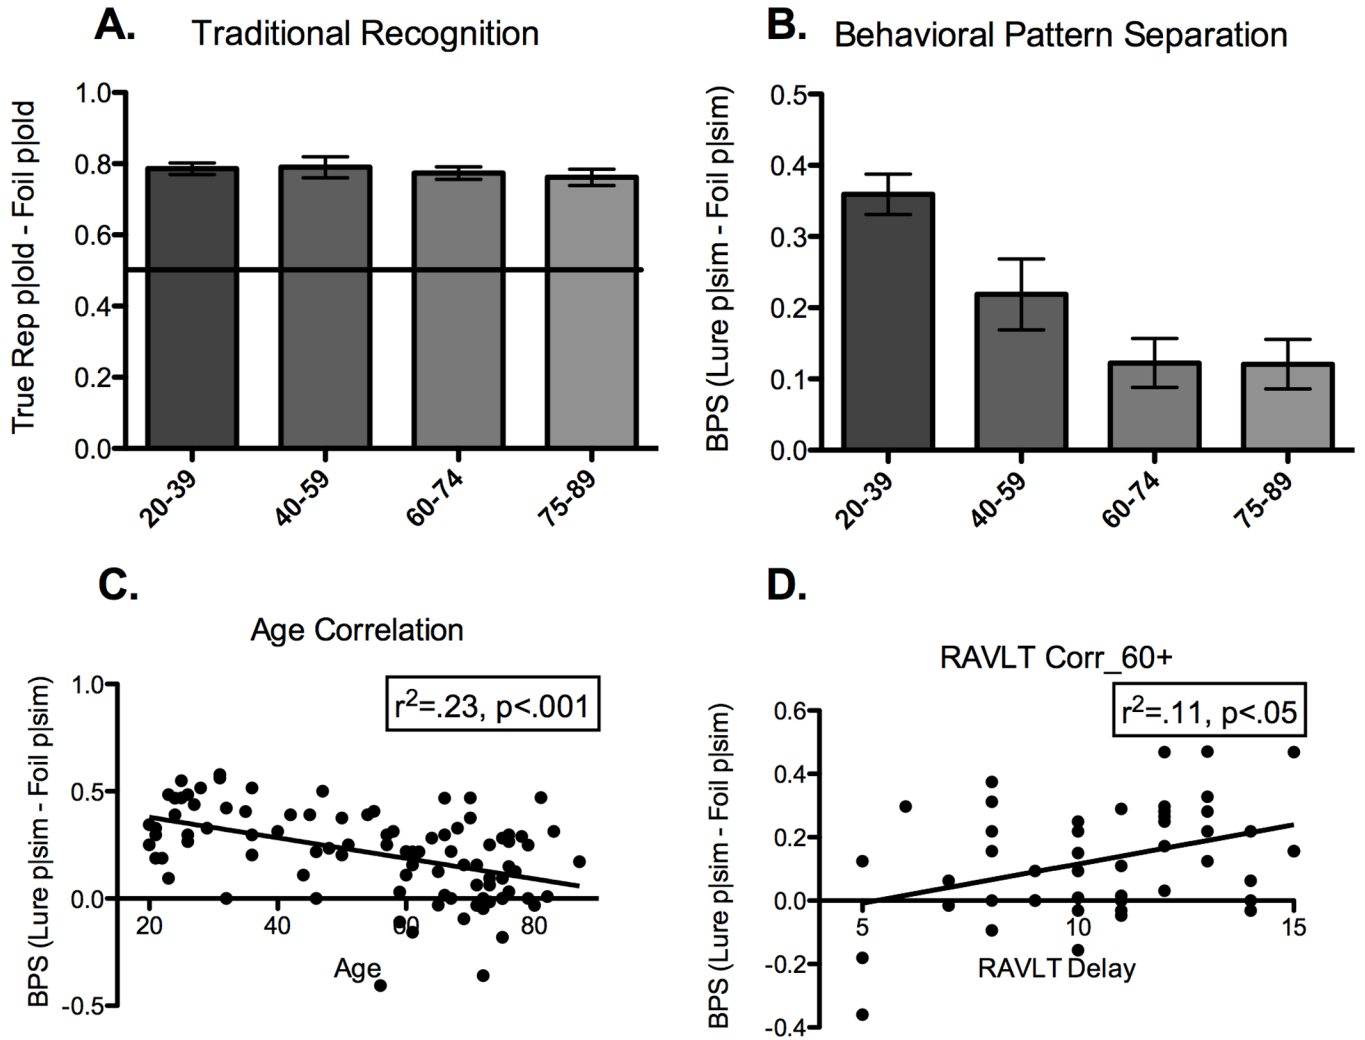 A. Traditional Recognition
True Rep p|old - Foil p|old
1.0
0.8
0.6
0.4
0.2
0.0
20-39
40-59
60-74
75-89
B. Behavioral Pattern Separation
BPS (Lure p|sim - Foil p|sim)
0.5
0.4
0.3
0.2
0.1
0.0
20-39
40-59
60-74
75-89
C.
Age Correlation
r²=.23, p<.001
BPS (Lure p|sim - Foil p|sim)
1.0
0.5
0.0
-0.5
20
40
60
80
Age
D.
RAVLT Corr_60+
r²=.11, p<.05
BPS (Lure p|sim - Foil p|sim)
0.6
0.4
0.2
0.0
-0.2
-0.4
5
10
15
RAVLT Delay